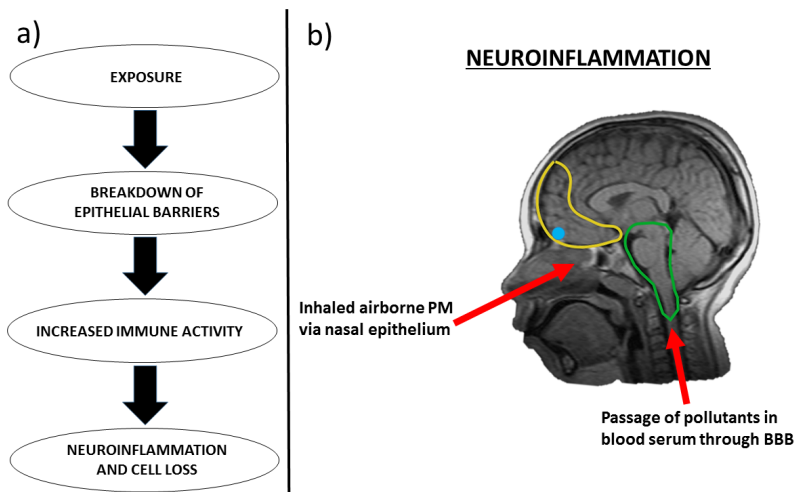 a)
EXPOSURE
BREAKDOWN OF
EPITHELIAL BARRIERS
INCREASED IMMUNE ACTIVITY
NEUROINFLAMMATION
AND CELL LOSS
b)
NEUROINFLAMMATION
Inhaled airborne PM
via nasal epithelium
Passage of pollutants in
blood serum through BBB